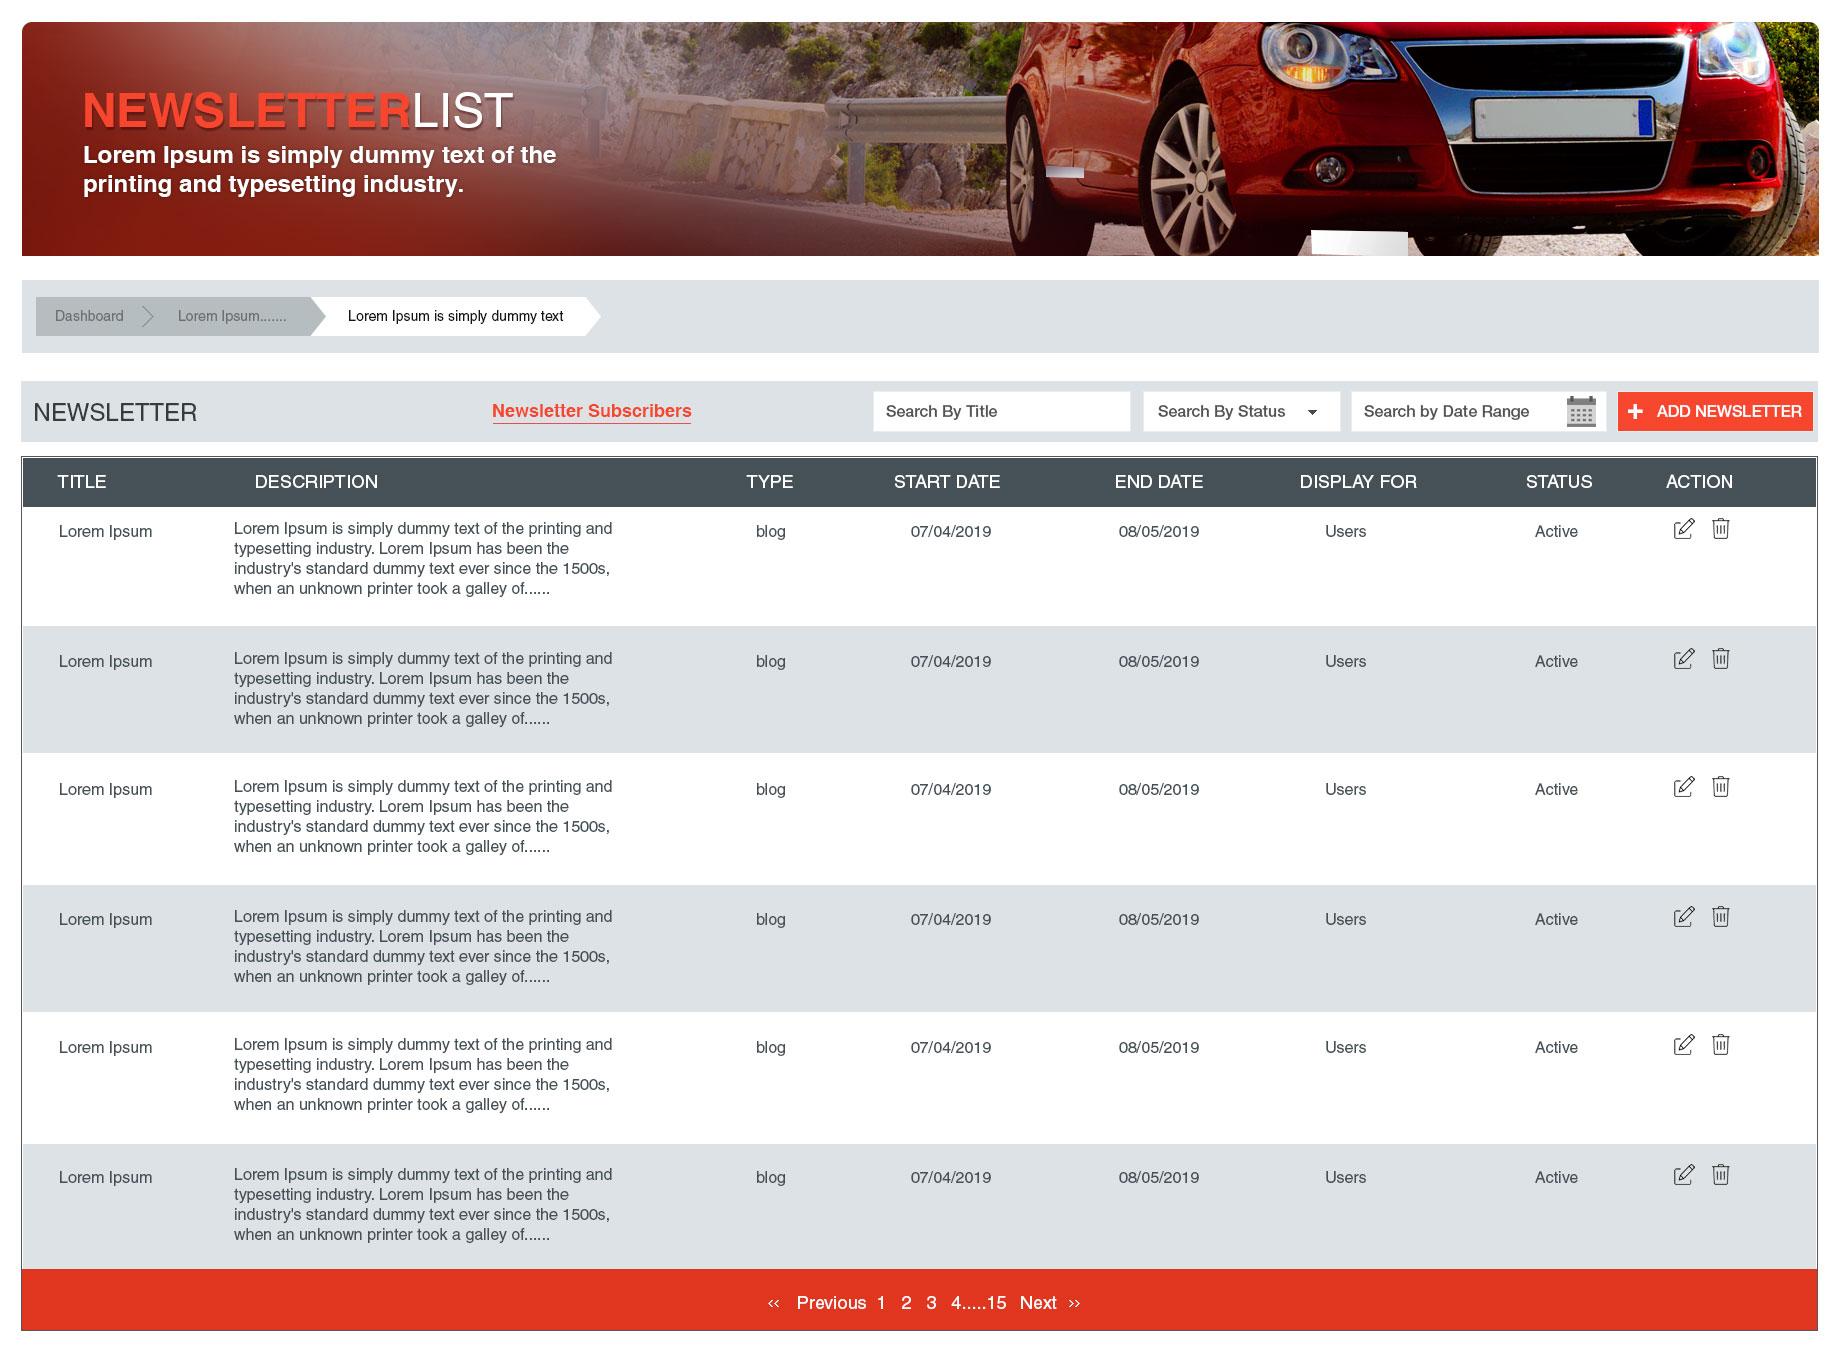 NEWSLETTERLIST
Lorem Ipsum is simply dummy text of the
printing and typesetting industry.
Dashboard Lorem Ipsum....... Lorem Ipsum is simply dummy text
NEWSLETTER Newsletter Subscribers Search By Title Search By Status Search by Date Range + ADD NEWSLETTER
TITLE DESCRIPTION TYPE START DATE END DATE DISPLAY FOR STATUS ACTION
Lorem Ipsum Lorem Ipsum is simply dummy text of the printing and blog 07/04/2019 08/05/2019 Users Active
typesetting industry. Lorem Ipsum has been the
industry's standard dummy text ever since the 1500s,
when an unknown printer took a galley of......
Lorem Ipsum Lorem Ipsum is simply dummy text of the printing and blog 07/04/2019 08/05/2019 Users Active
typesetting industry. Lorem Ipsum has been the
industry's standard dummy text ever since the 1500s,
when an unknown printer took a galley of......
Lorem Ipsum Lorem Ipsum is simply dummy text of the printing and blog 07/04/2019 08/05/2019 Users Active
typesetting industry. Lorem Ipsum has been the
industry's standard dummy text ever since the 1500s,
when an unknown printer took a galley of......
Lorem Ipsum Lorem Ipsum is simply dummy text of the printing and blog 07/04/2019 08/05/2019 Users Active
typesetting industry. Lorem Ipsum has been the
industry's standard dummy text ever since the 1500s,
when an unknown printer took a galley of......
Lorem Ipsum Lorem Ipsum is simply dummy text of the printing and blog 07/04/2019 08/05/2019 Users Active
typesetting industry. Lorem Ipsum has been the
industry's standard dummy text ever since the 1500s,
when an unknown printer took a galley of......
Lorem Ipsum Lorem Ipsum is simply dummy text of the printing and blog 07/04/2019 08/05/2019 Users Active
typesetting industry. Lorem Ipsum has been the
industry's standard dummy text ever since the 1500s,
when an unknown printer took a galley of......
‹‹ Previous 1 2 3 4.....15 Next ››